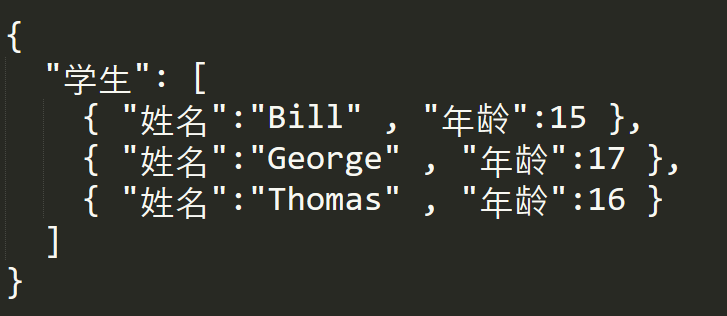 {
  "学生": [
    { "姓名":"Bill" , "年龄":15 },
    { "姓名":"George" , "年龄":17 },
    { "姓名":"Thomas" , "年龄":16 }
  ]
}